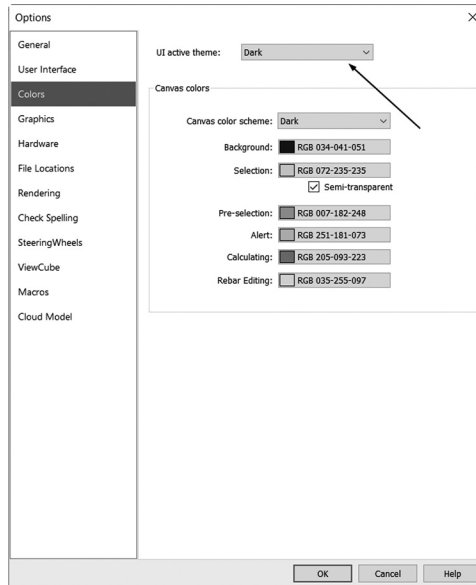 Options
General
User Interface
Colors
Graphics
Hardware
File Locations
Rendering
Check Spelling
SteeringWheels
ViewCube
Macros
Cloud Model
UI active theme: Dark
Canvas colors
Canvas color scheme: Dark
Background: RGB 034-041-051
Selection: RGB 072-235-235
Semi-transparent
Pre-selection: RGB 007-182-248
Alert: RGB 251-181-073
Calculating: RGB 205-093-223
Rebar Editing: RGB 035-255-097
OK Cancel Help